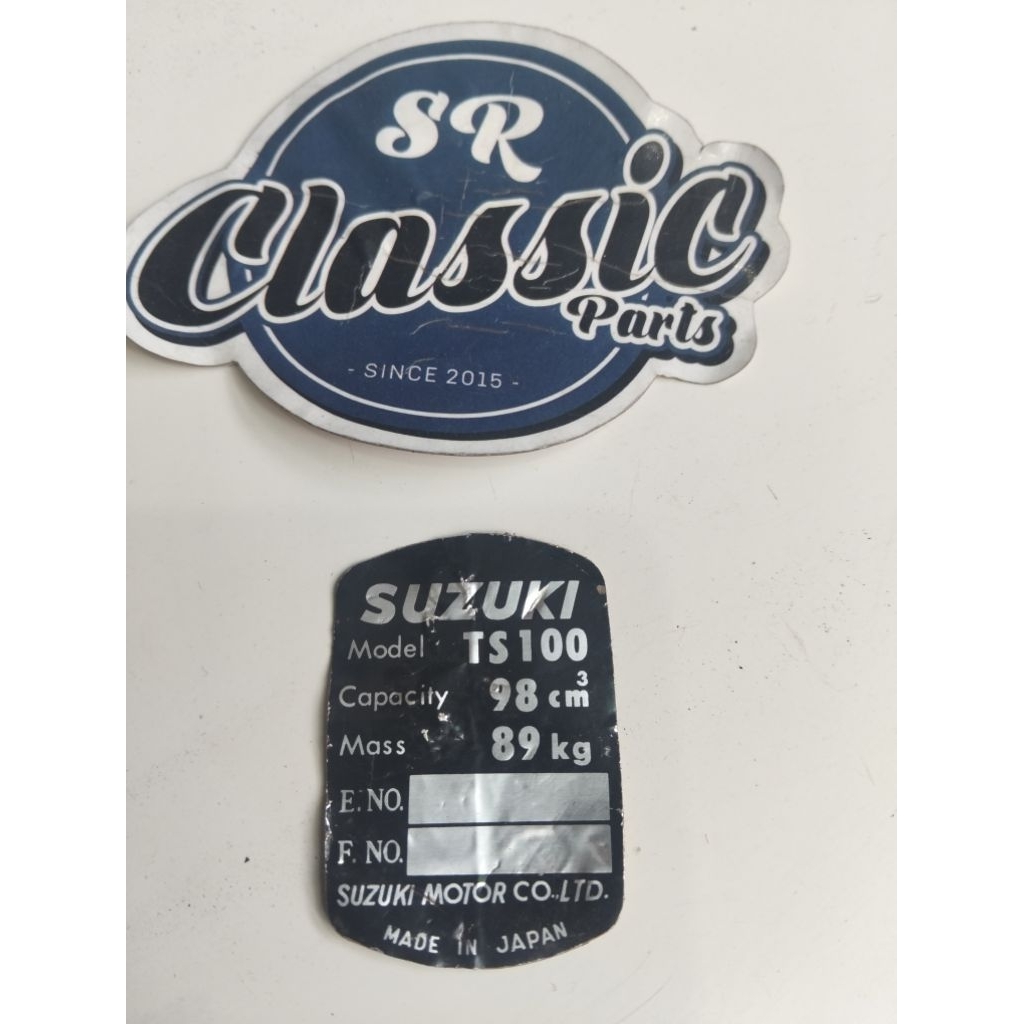 SR
Classic
Parts
- SINCE 2015 -
SUZUKI
Model TS100
Capacity 98 cm³
Mass 89 kg
E. NO.
F. NO.
SUZUKI MOTOR CO.,LTD.
MADE IN JAPAN